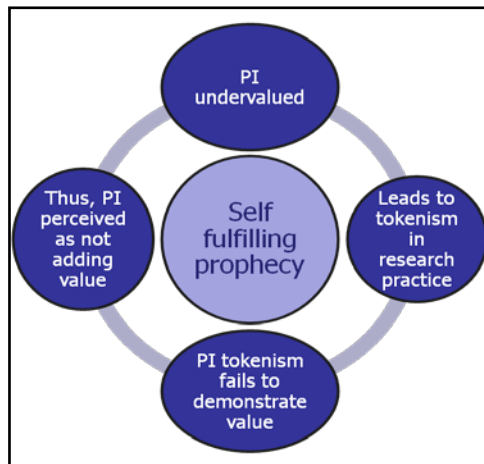 PI
undervalued
Thus, PI
perceived
as not
adding
value
Self
fulfilling
prophecy
Leads to
tokenism
in
research
practice
PI tokenism
fails to
demonstrate
value